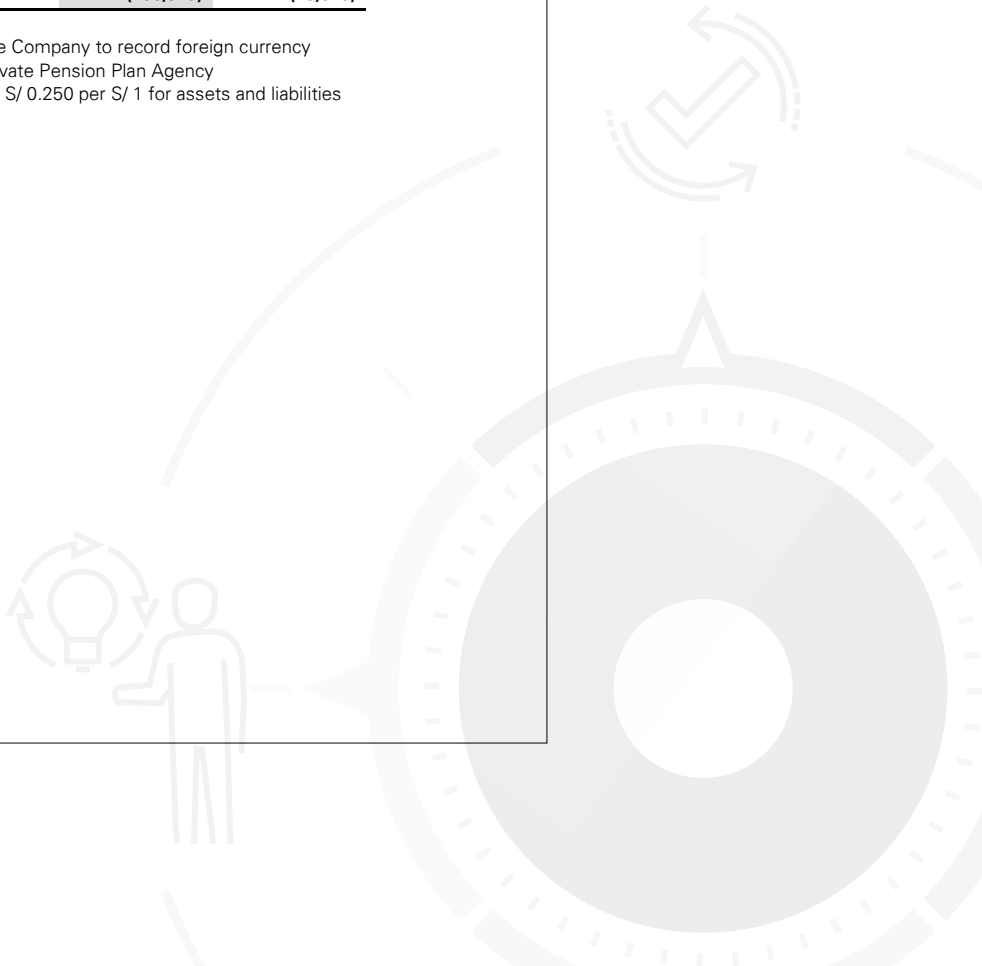 e Company to record foreign currency
vate Pension Plan Agency
S/ 0.250 per S/ 1 for assets and liabilities